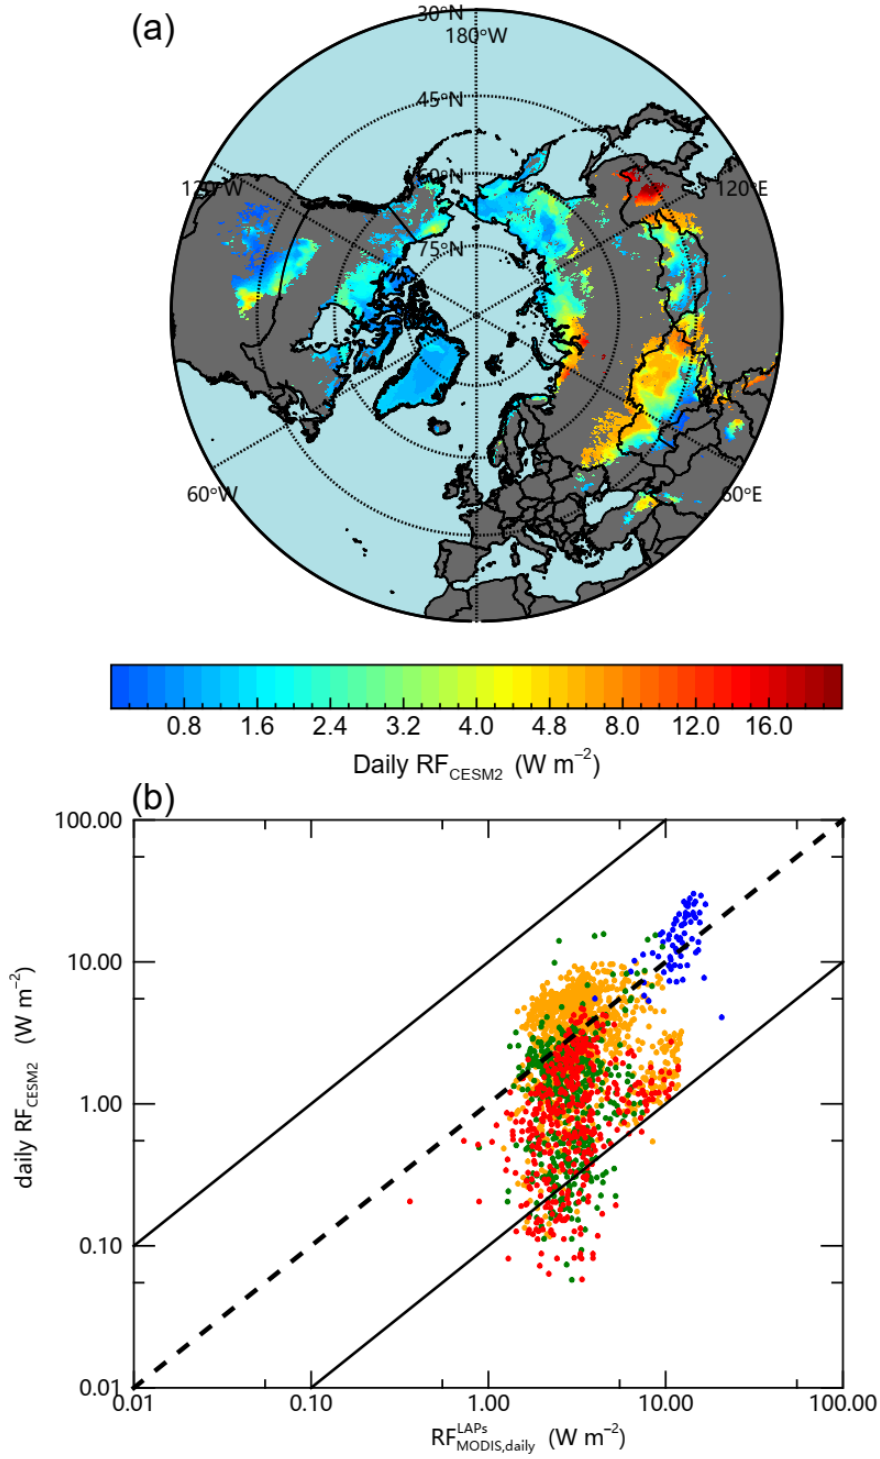 (a)
30°N
180°W
45°N
60°N
120°W
120°E
75°N
60°W
60°E
0.8 1.6 2.4 3.2 4.0 4.8 8.0 12.0 16.0
Daily RF_CESM2 (W m⁻²)
(b)
100.00
10.00
1.00
0.10
0.01
daily RF_CESM2 (W m⁻²)
0.01 0.10 1.00 10.00 100.00
RF^LAPs_MODIS,daily (W m⁻²)